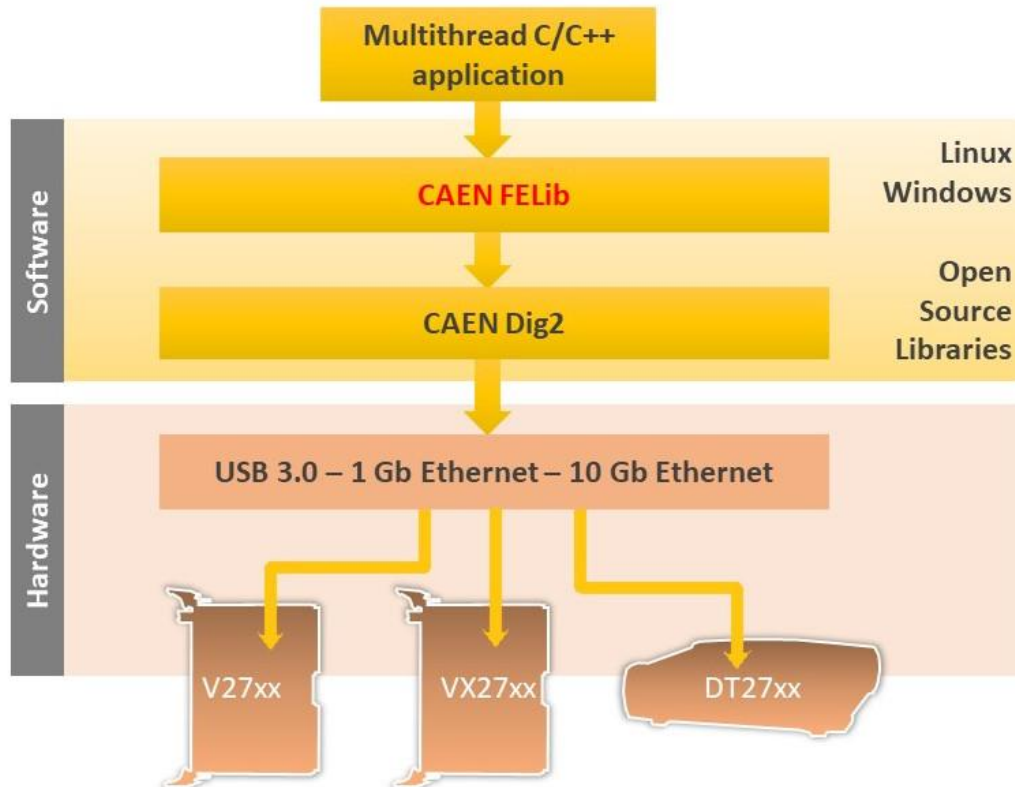 Multithread C/C++
application
Software
CAEN FELib
Linux
Windows
CAEN Dig2
Open
Source
Libraries
Hardware
USB 3.0 – 1 Gb Ethernet – 10 Gb Ethernet
V27xx
VX27xx
DT27xx